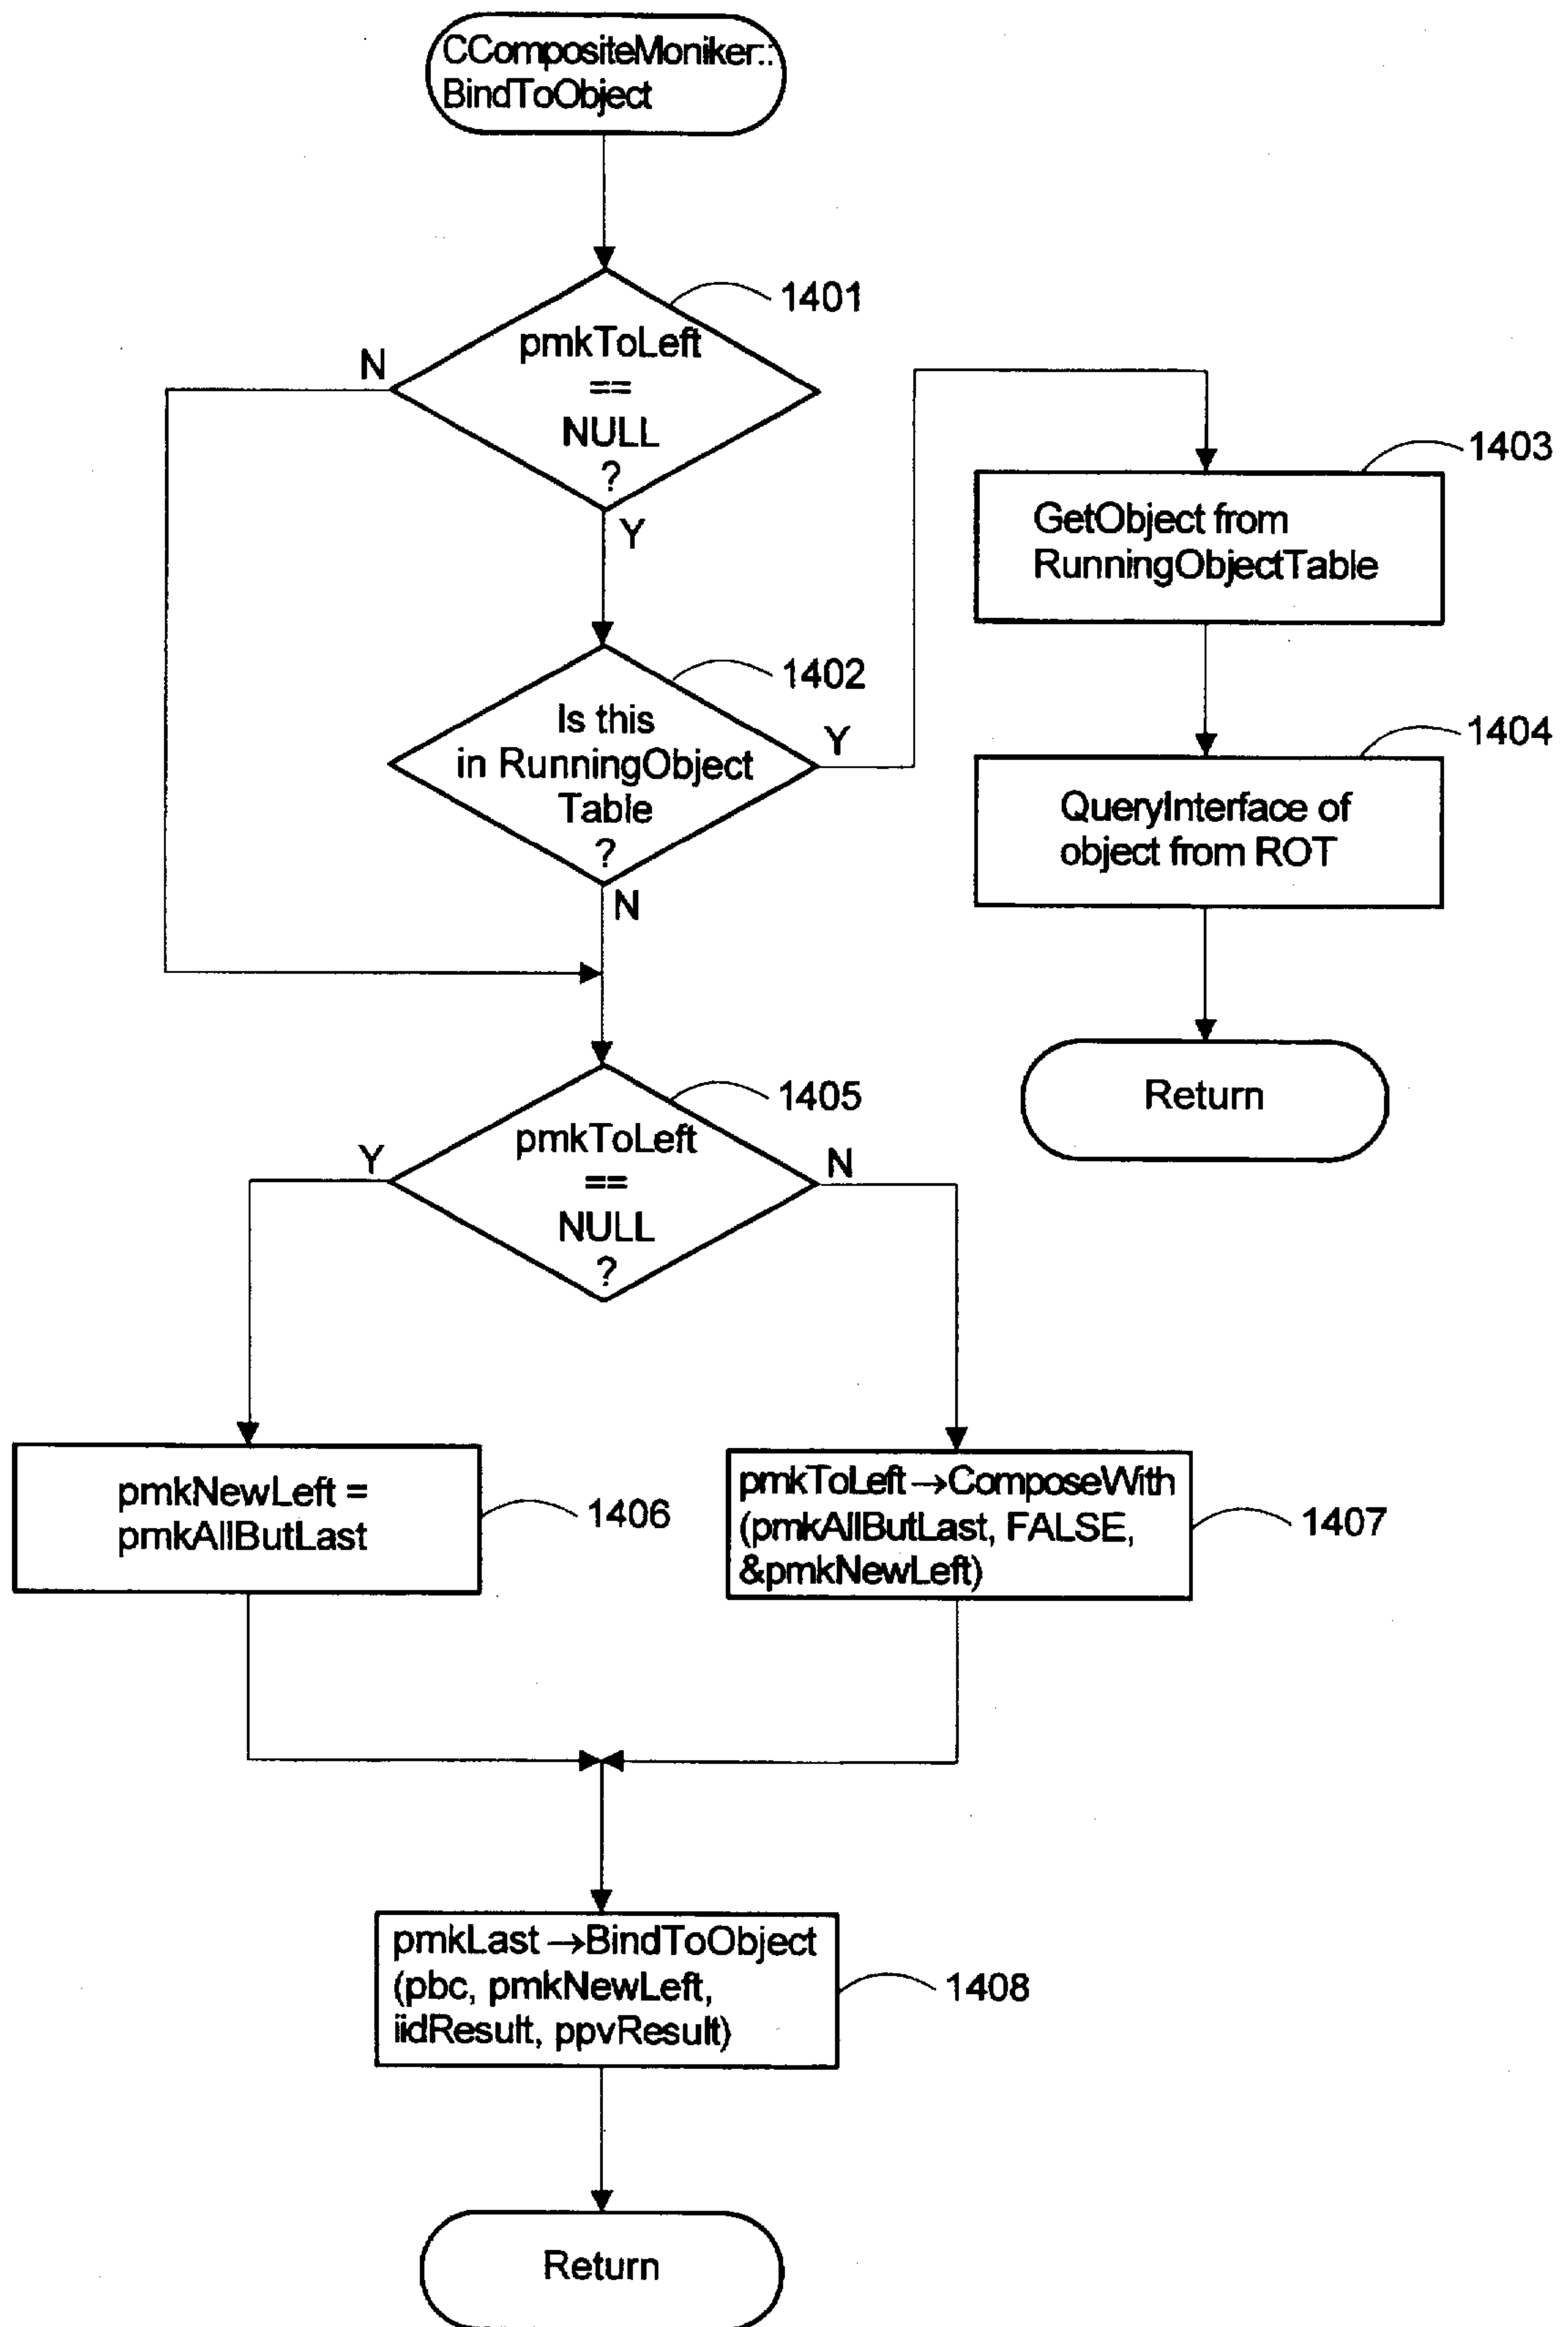 CCompositeMoniker::
BindToObject
1401
pmkToLeft
==
NULL
?
N
Y
1402
Is this
in RunningObject
Table
?
Y
N
1403
GetObject from
RunningObjectTable
1404
QueryInterface of
object from ROT
Return
1405
pmkToLeft
==
NULL
?
Y
N
pmkNewLeft =
pmkAllButLast
1406
pmkToLeft→ComposeWith
(pmkAllButLast, FALSE,
&pmkNewLeft)
1407
pmkLast→BindToObject
(pbc, pmkNewLeft,
iidResult, ppvResult)
1408
Return